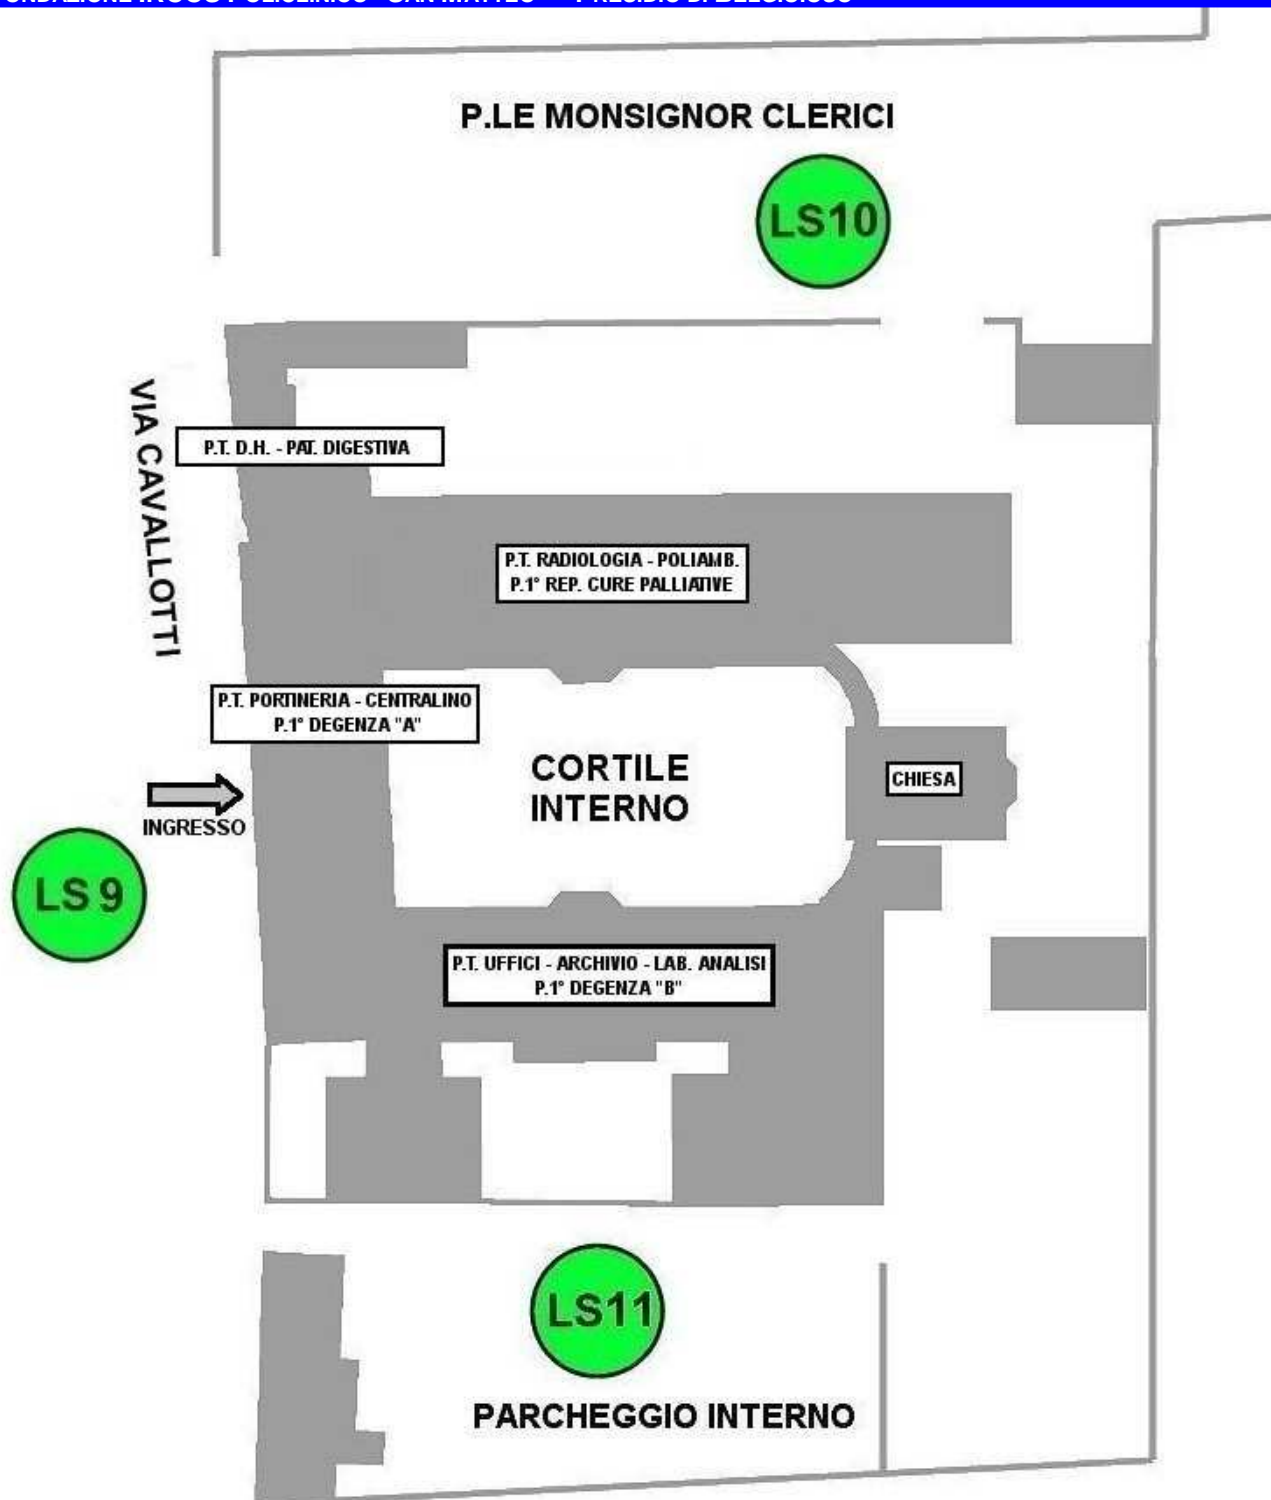 P.LE MONSIGNOR CLERICI
LS10
VIA CAVALLOTTI
P.T. D.H. - PAT. DIGESTIVA
P.T. RADIOLOGIA - POLIAMB.
P.1° REP. CURE PALLIATIVE
P.T. PORTINERIA - CENTRALINO
P.1° DEGENZA "A"
CORTILE
INTERNO
CHIESA
INGRESSO
LS 9
P.T. UFFICI - ARCHIVIO - LAB. ANALISI
P.1° DEGENZA "B"
LS11
PARCHEGGIO INTERNO